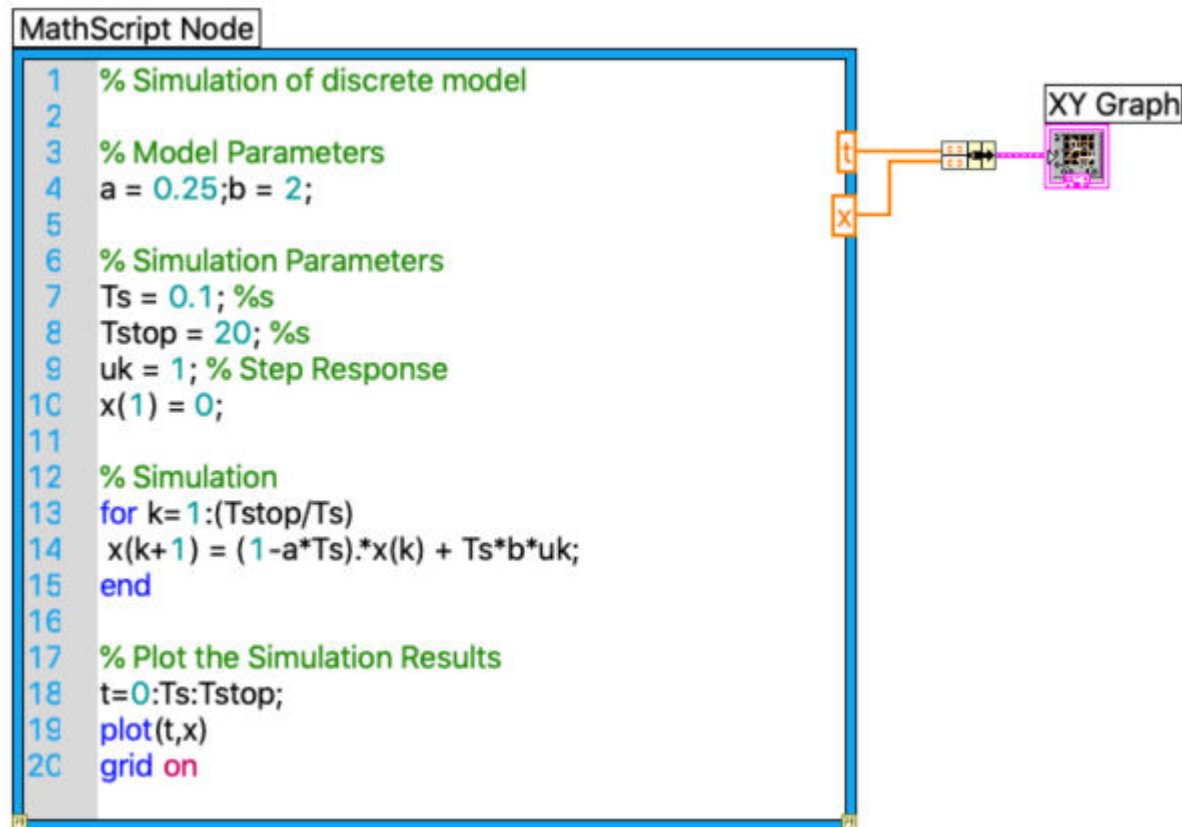 MathScript Node
1 % Simulation of discrete model
2
3 % Model Parameters
4 a = 0.25;b = 2;
5
6 % Simulation Parameters
7 Ts = 0.1; %s
8 Tstop = 20; %s
9 uk = 1; % Step Response
10 x(1) = 0;
11
12 % Simulation
13 for k=1:(Tstop/Ts)
14 x(k+1) = (1-a*Ts).*x(k) + Ts*b*uk;
15 end
16
17 % Plot the Simulation Results
18 t=0:Ts:Tstop;
19 plot(t,x)
20 grid on
t
x
XY Graph